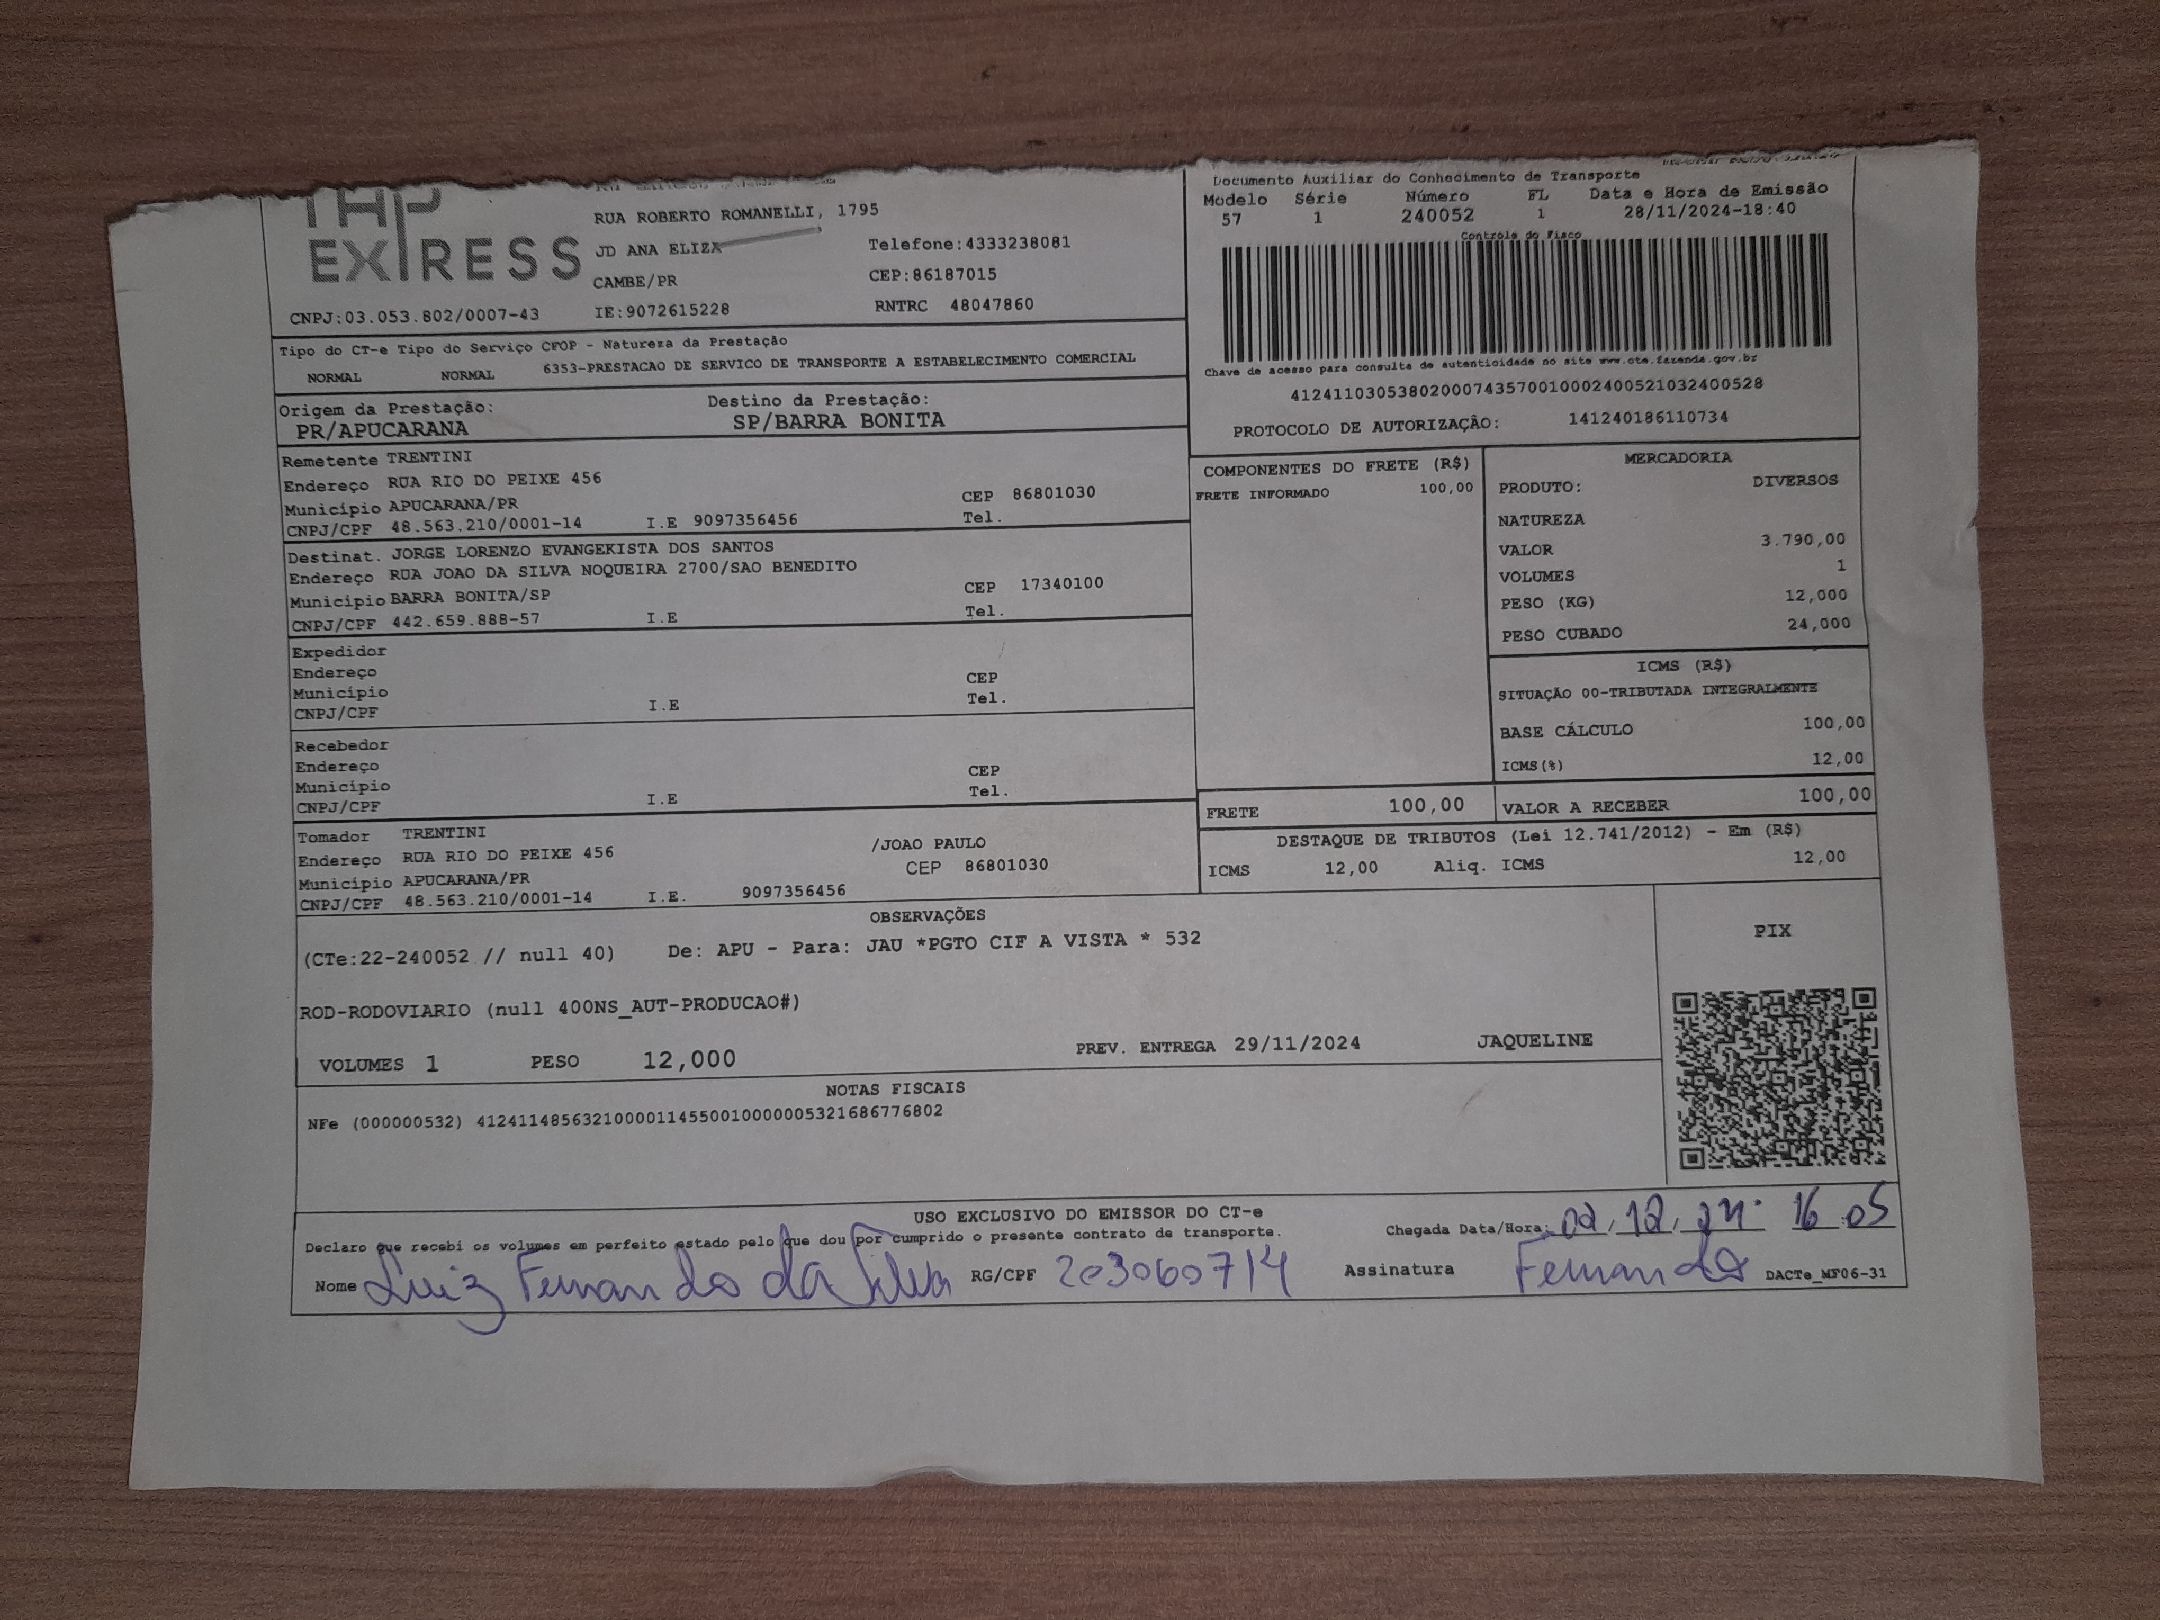 EXPRESS
RUA ROBERTO ROMANELLI, 1795
JD ANA ELIZA Telefone:4333238081
CAMBE/PR CEP:86187015
CNPJ:03.053.802/0007-43 IE:9072615228 RNTRC 48047860
Documento Auxiliar do Conhecimento de Transporte
Modelo Série Número FL Data e Hora de Emissão
57 1 240052 1 28/11/2024-18:40
Controle do Fisco
Chave de acesso para consulta de autenticidade no site www.cte.fazenda.gov.br
41241103053802000743570010002400521032400528
PROTOCOLO DE AUTORIZAÇÃO: 141240186110734
Tipo do CT-e Tipo do Serviço CFOP - Natureza da Prestação
NORMAL NORMAL 6353-PRESTACAO DE SERVICO DE TRANSPORTE A ESTABELECIMENTO COMERCIAL
Origem da Prestação: Destino da Prestação:
PR/APUCARANA SP/BARRA BONITA
Remetente TRENTINI
Endereço RUA RIO DO PEIXE 456
Município APUCARANA/PR CEP 86801030
CNPJ/CPF 48.563.210/0001-14 I.E 9097356456 Tel.
Destinat. JORGE LORENZO EVANGEKISTA DOS SANTOS
Endereço RUA JOAO DA SILVA NOQUEIRA 2700/SAO BENEDITO
Município BARRA BONITA/SP CEP 17340100
CNPJ/CPF 442.659.888-57 I.E Tel.
Expedidor
Endereço
Município CEP
CNPJ/CPF I.E Tel.
Recebedor
Endereço
Município CEP
CNPJ/CPF I.E Tel.
Tomador TRENTINI /JOAO PAULO
Endereço RUA RIO DO PEIXE 456 CEP 86801030
Município APUCARANA/PR
CNPJ/CPF 48.563.210/0001-14 I.E. 9097356456
COMPONENTES DO FRETE (R$)
FRETE INFORMADO 100,00
MERCADORIA
PRODUTO: DIVERSOS
NATUREZA
VALOR 3.790,00
VOLUMES 1
PESO (KG) 12,000
PESO CUBADO 24,000
ICMS (R$)
SITUAÇÃO 00-TRIBUTADA INTEGRALMENTE
BASE CÁLCULO 100,00
ICMS(%) 12,00
FRETE 100,00 VALOR A RECEBER 100,00
DESTAQUE DE TRIBUTOS (Lei 12.741/2012) - Em (R$)
ICMS 12,00 Aliq. ICMS 12,00
OBSERVAÇÕES
(CTe:22-240052 // null 40) De: APU - Para: JAU *PGTO CIF A VISTA * 532
ROD-RODOVIARIO (null 400NS_AUT-PRODUCAO#)
VOLUMES 1 PESO 12,000 PREV. ENTREGA 29/11/2024 JAQUELINE
PIX
NOTAS FISCAIS
NFe (000000532) 41241148563210000114550010000005321686776802
USO EXCLUSIVO DO EMISSOR DO CT-e
Declaro que recebi os volumes em perfeito estado pelo que dou por cumprido o presente contrato de transporte. Chegada Data/Hora: 02, 12, 24 16 05
Nome Luiz Fernando da Silva RG/CPF 203060714 Assinatura Fernando DACTe_MF06-31